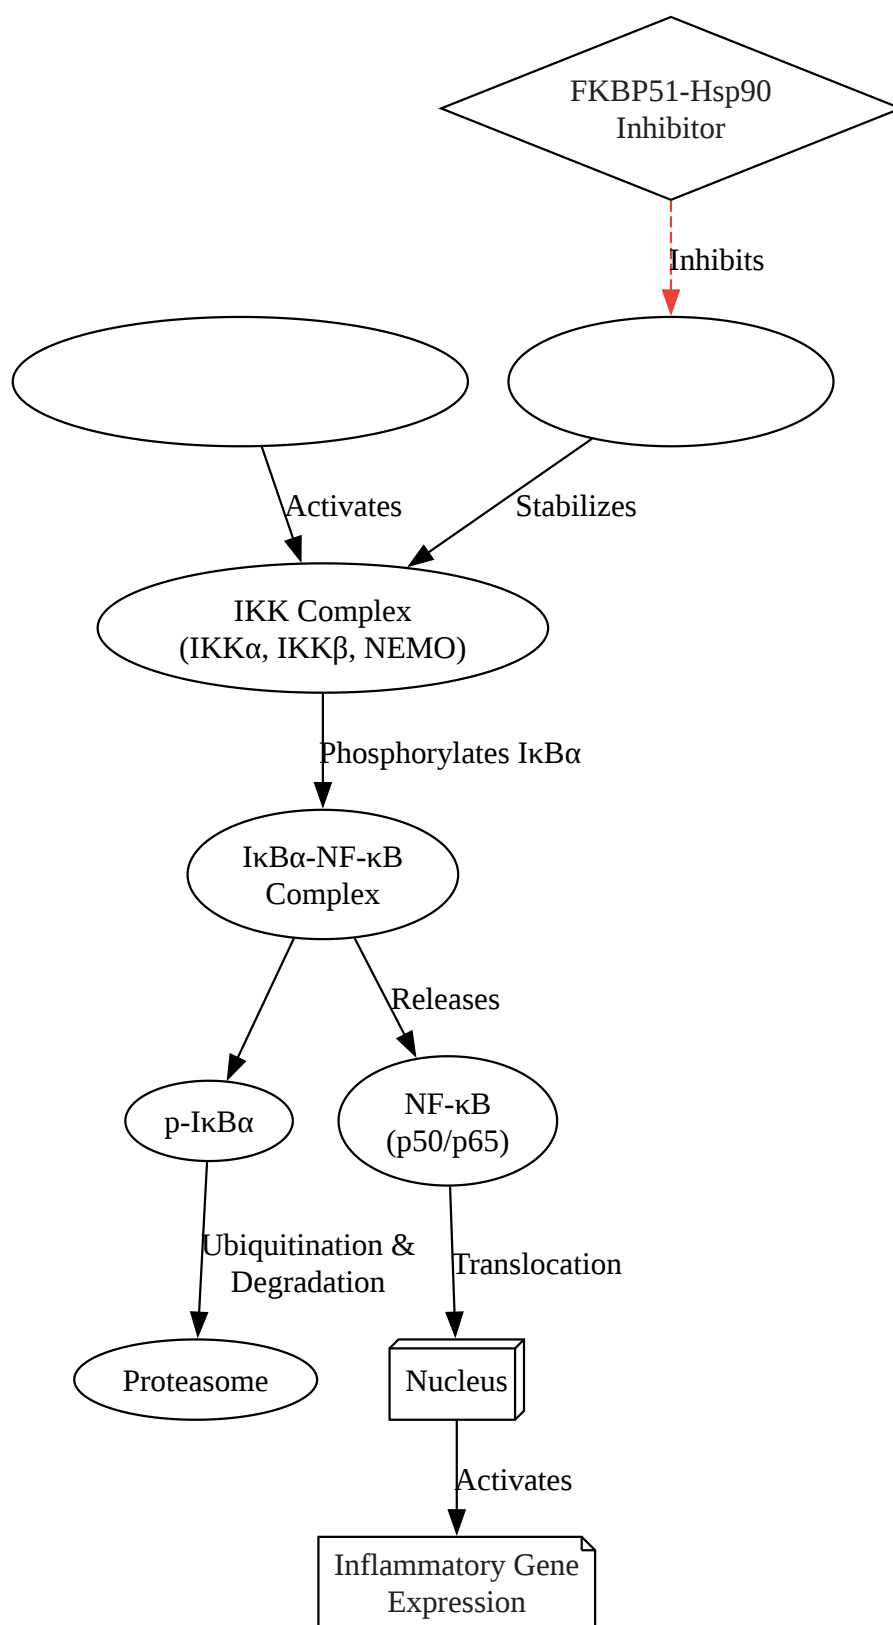 FKBP51-Hsp90
Inhibitor
Inhibits
Activates
Stabilizes
IKK Complex
(IKKα, IKKβ, NEMO)
Phosphorylates IκBα
IκBα-NF-κB
Complex
Releases
p-IκBα
NF-κB
(p50/p65)
Ubiquitination &
Degradation
Translocation
Proteasome
Nucleus
Activates
Inflammatory Gene
Expression